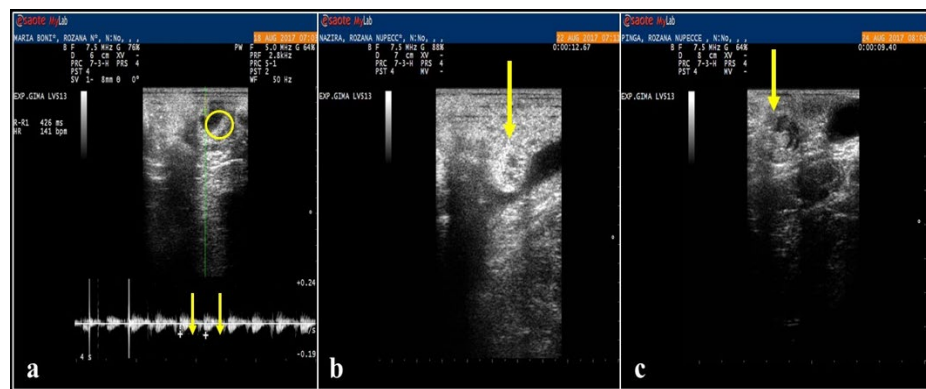 esaote MyLab
MARIA BONI°, ROZANA N°, N:No, , ,
18 AUG 2017 07:0
B F 7.5 MHz G 76%
D 6 cm XV -
PRC 7-3-H PRS 4
PST 4
SV 1- 8mm θ 0°
PW F 5.0 MHz G 64%
PRF 2.8kHz
PRC 5-1
PST 2
WF 50 Hz
EXP.GIMA LV513
R-R1 426 ms
HR 141 bpm
+0.24
/s
-0.19
4 s
a
esaote MyLab
NAZIRA, ROZANA NUPECC°, N:No, , ,
22 AUG 2017 07:1
B F 7.5 MHz G 88%
D 7 cm XV -
PRC 7-3-H PRS 4
PST 4 MV -
0:00:12.67
EXP.GIMA LV513
b
esaote MyLab
PINGA, ROZANA NUPECCE , N:No, , ,
24 AUG 2017 08:0
B F 7.5 MHz G 64%
D 8 cm XV -
PRC 7-3-H PRS 4
PST 4 MV -
0:00:09.40
EXP.GIMA LV513
c